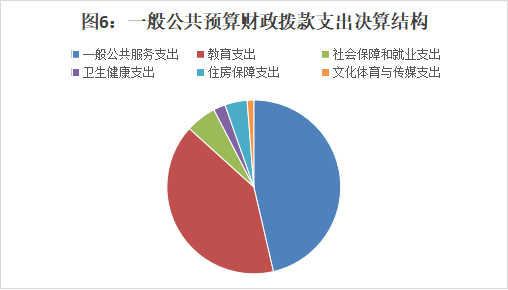 图6：一般公共预算财政拨款支出决算结构
一般公共服务支出 教育支出 社会保障和就业支出
卫生健康支出 住房保障支出 文化体育与传媒支出